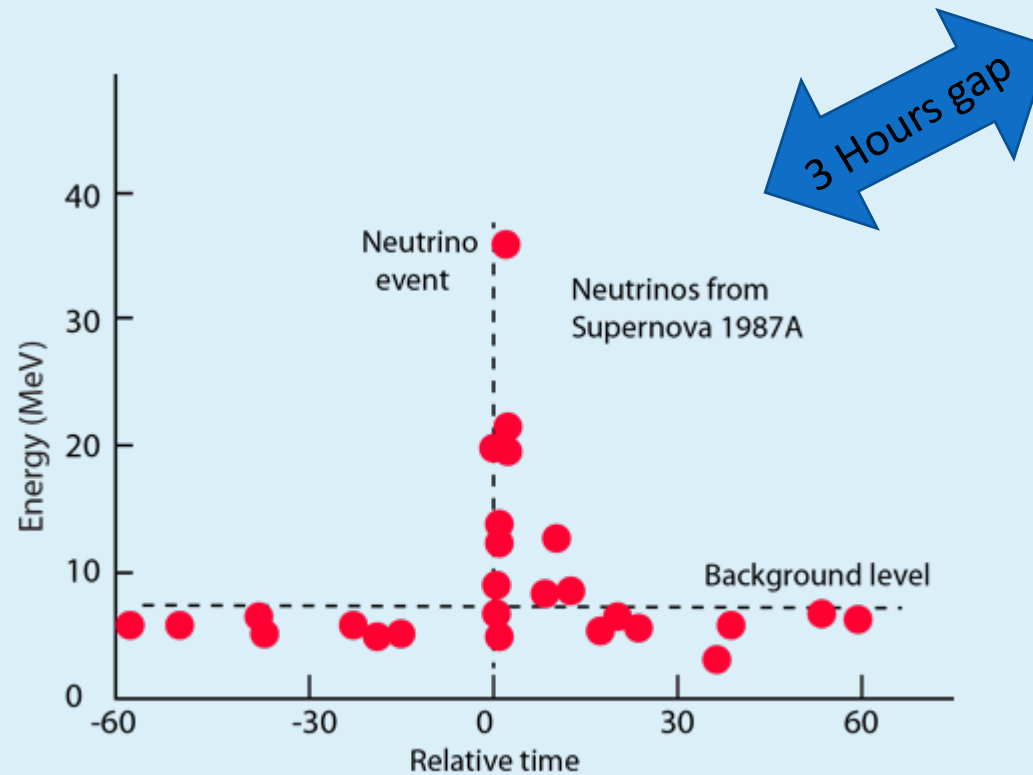 3 Hours gap
40
Neutrino
event
Neutrinos from
Supernova 1987A
30
Energy (MeV)
20
10
Background level
0
-60
-30
0
30
60
Relative time